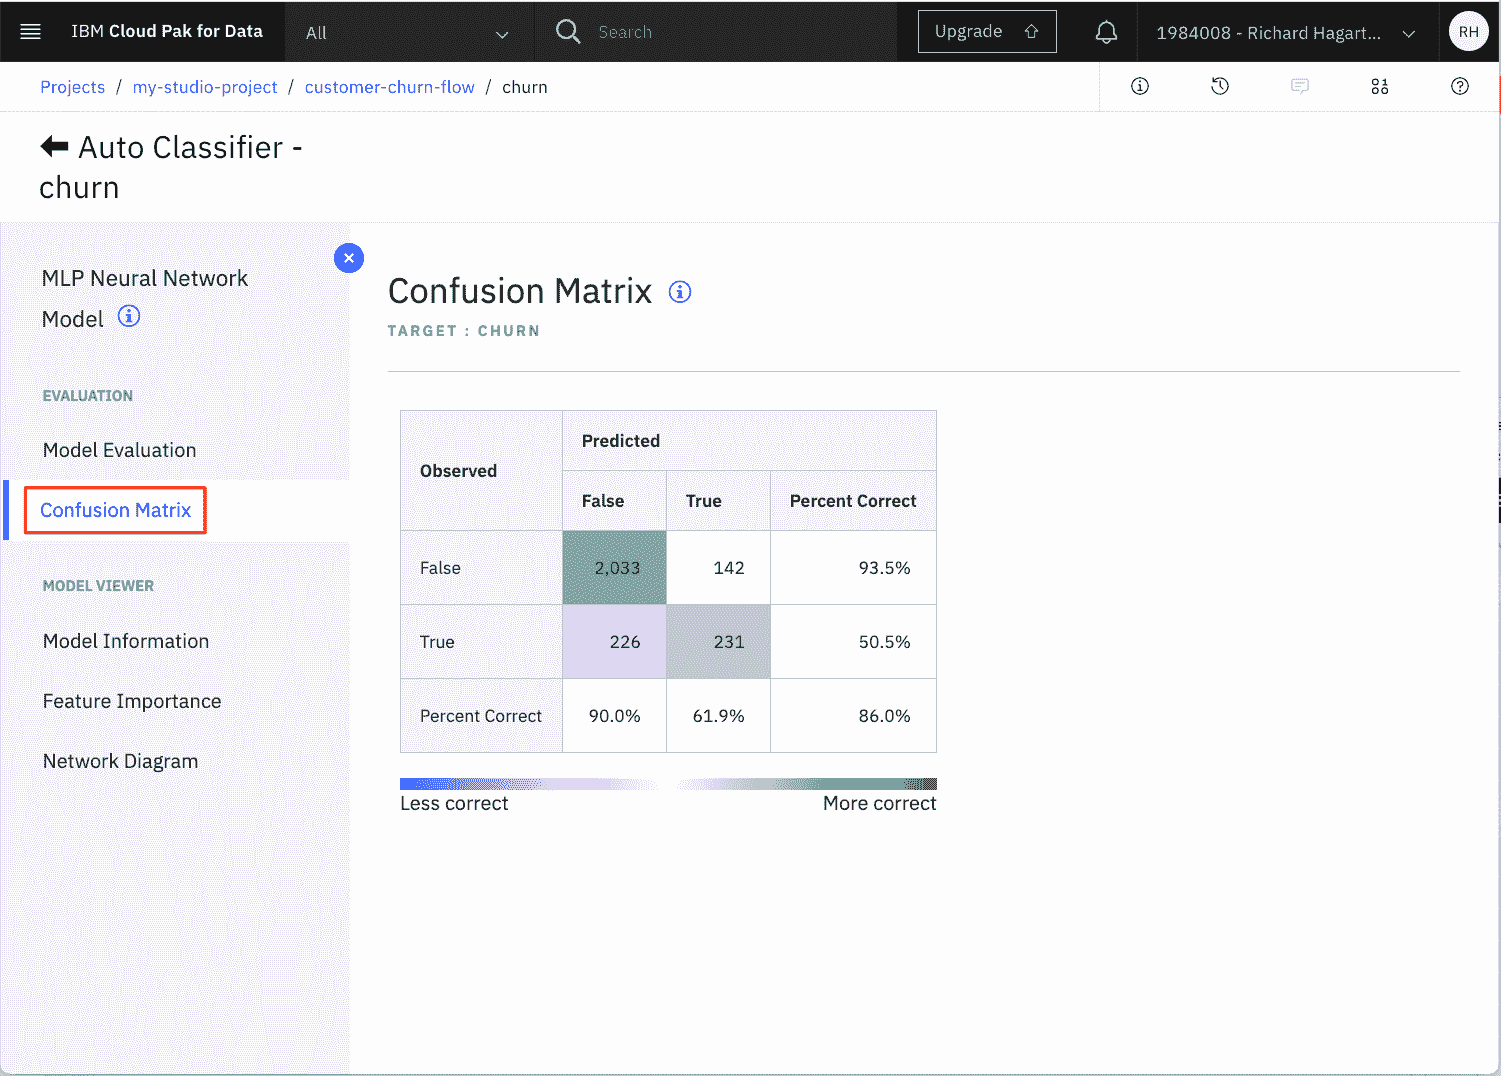 IBM Cloud Pak for Data
All
Search
Upgrade
1984008 - Richard Hagart...
RH
Projects / my-studio-project / customer-churn-flow / churn
Auto Classifier -
churn
MLP Neural Network
Model
EVALUATION
Model Evaluation
Confusion Matrix
MODEL VIEWER
Model Information
Feature Importance
Network Diagram
Confusion Matrix
TARGET : CHURN
Observed
Predicted
False True Percent Correct
False 2,033 142 93.5%
True 226 231 50.5%
Percent Correct 90.0% 61.9% 86.0%
Less correct More correct